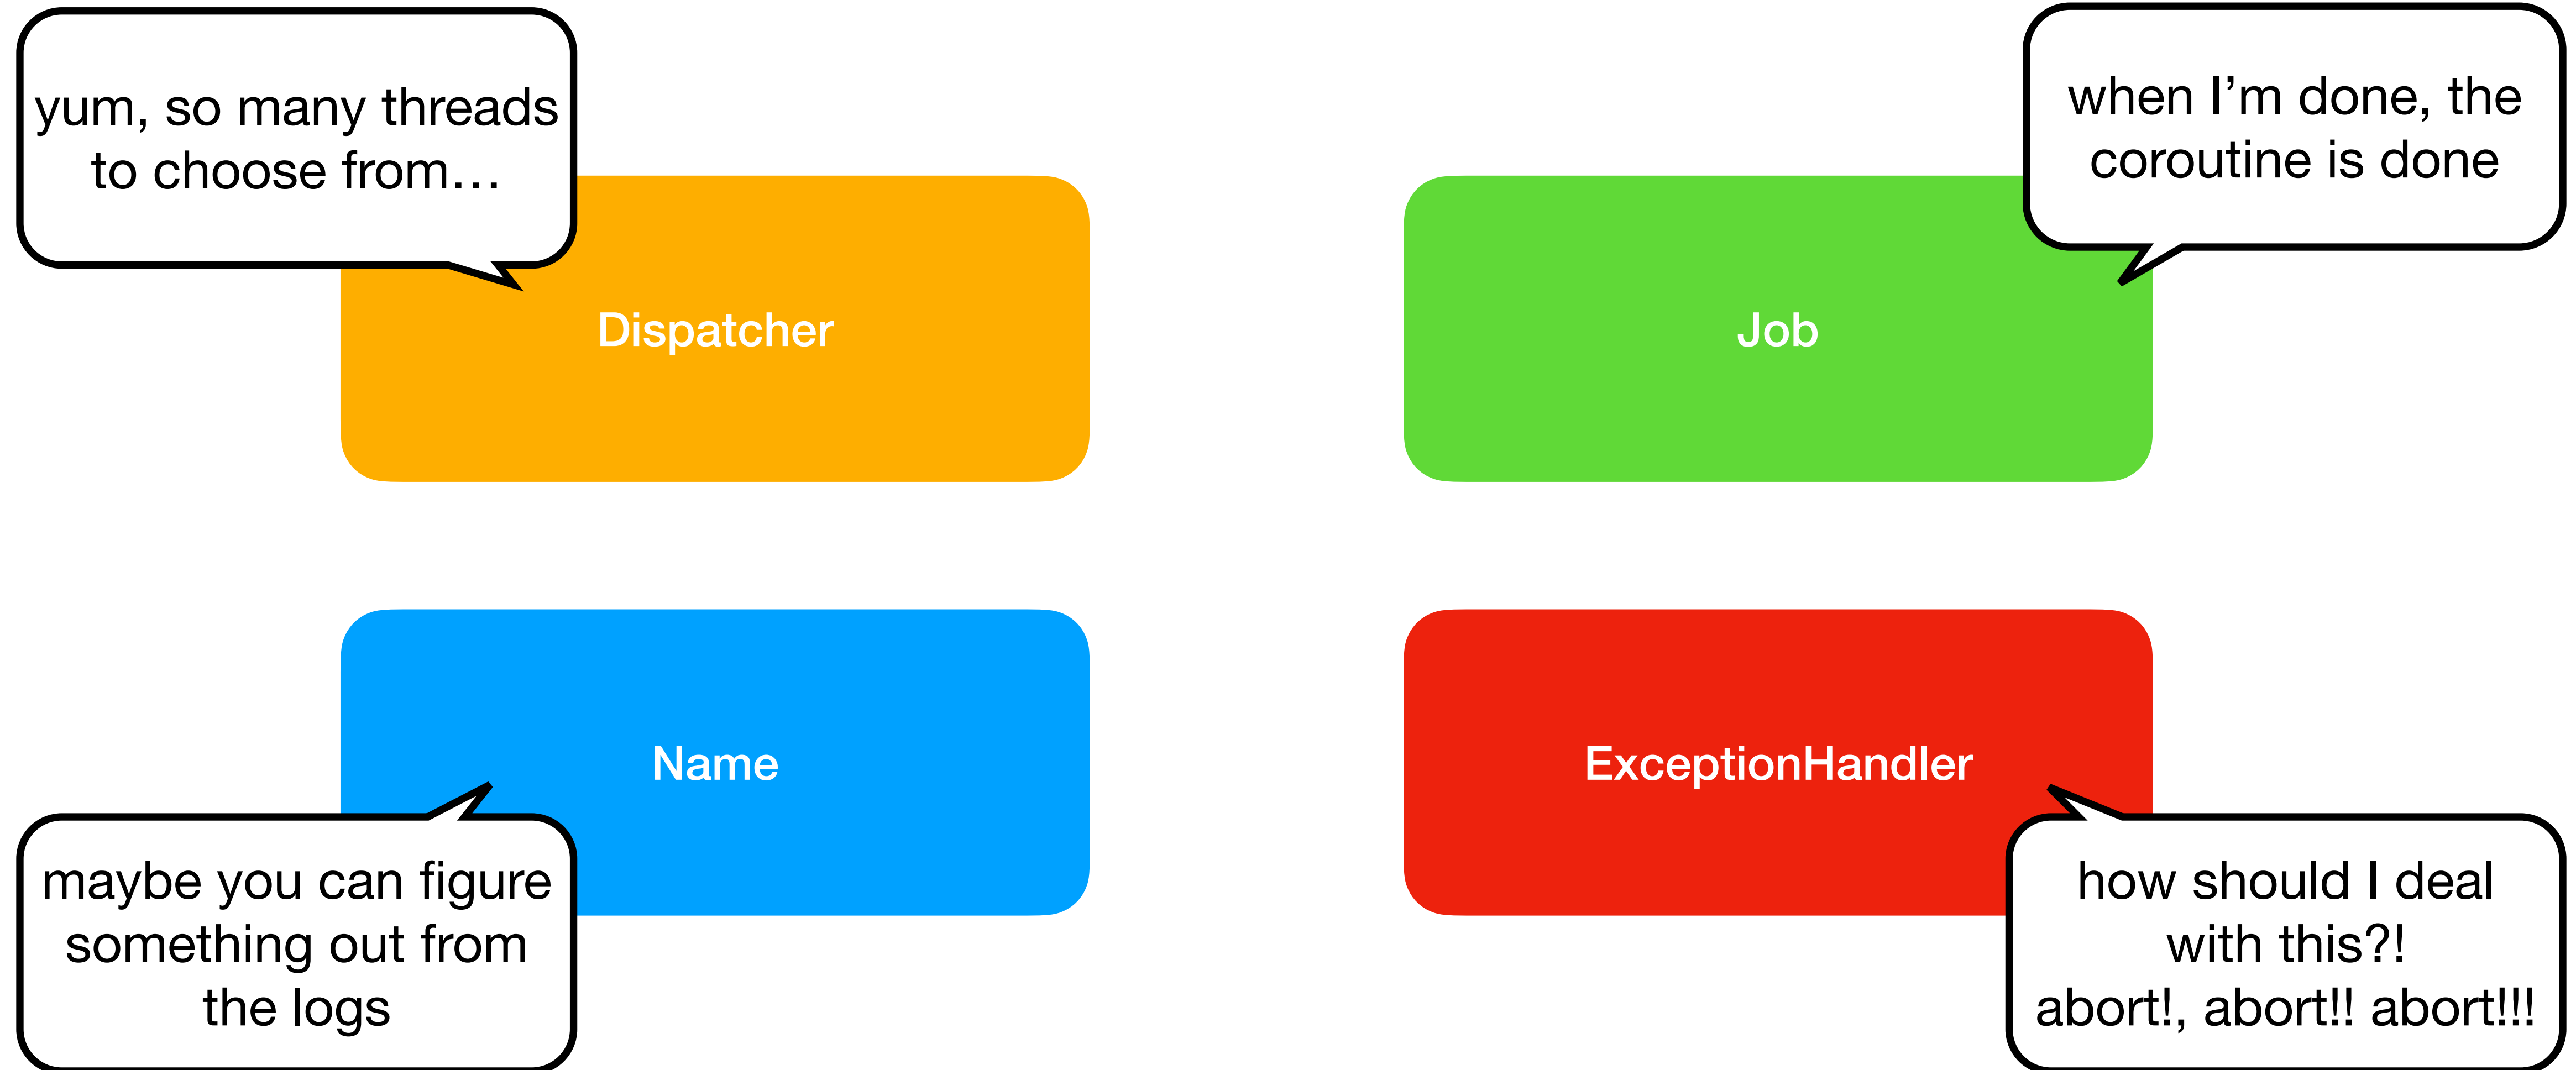 yum, so many threads
to choose from…
Dispatcher
when I’m done, the
coroutine is done
Job
Name
maybe you can figure
something out from
the logs
ExceptionHandler
how should I deal
with this?!
abort!, abort!! abort!!!